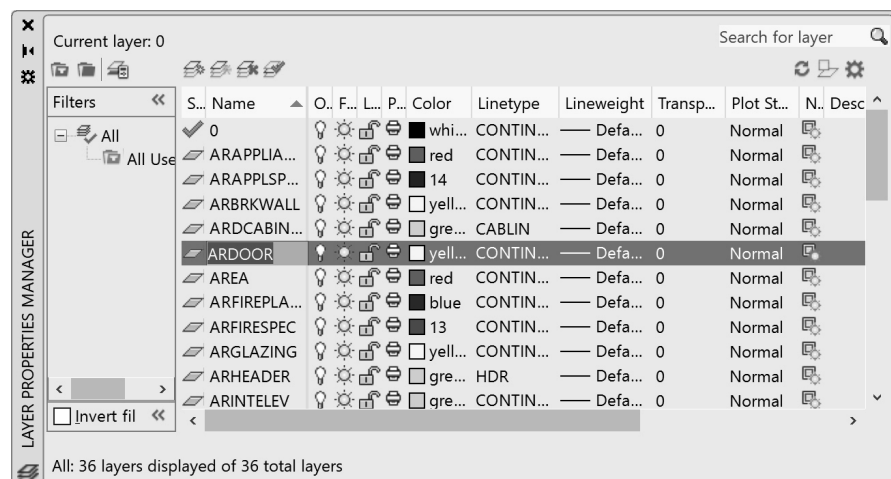 Current layer: 0
Search for layer
Filters
All
All Use
Invert fil
S... Name O.. F... L... P... Color Linetype Lineweight Transp... Plot St... N.. Desc
0 whi... CONTIN... Defa... 0 Normal
ARAPPLIA... red CONTIN... Defa... 0 Normal
ARAPPLSP... 14 CONTIN... Defa... 0 Normal
ARBRKWALL yell... CONTIN... Defa... 0 Normal
ARDCABIN... gre... CABLIN Defa... 0 Normal
ARDOOR yell... CONTIN... Defa... 0 Normal
AREA red CONTIN... Defa... 0 Normal
ARFIREPLA... blue CONTIN... Defa... 0 Normal
ARFIRESPEC 13 CONTIN... Defa... 0 Normal
ARGLAZING yell... CONTIN... Defa... 0 Normal
ARHEADER gre... HDR Defa... 0 Normal
ARINTELEV gre... CONTIN... Defa... 0 Normal
LAYER PROPERTIES MANAGER
All: 36 layers displayed of 36 total layers